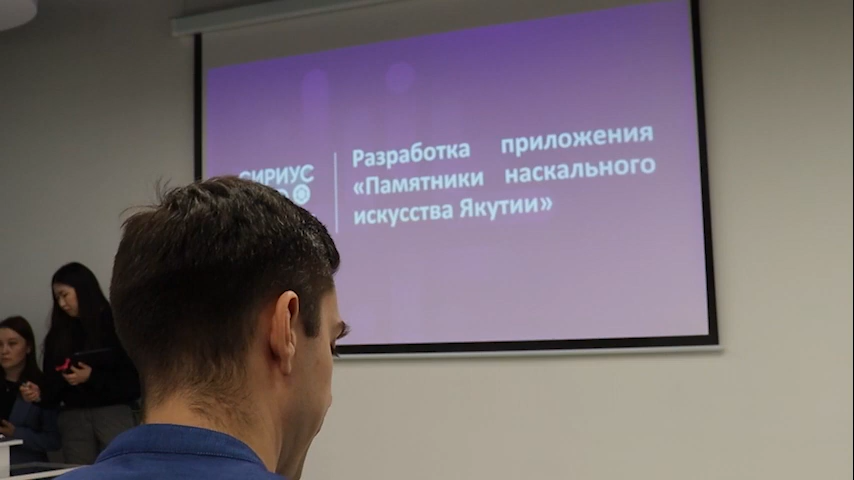 СИРИУС
Разработка приложения
«Памятники наскального
искусства Якутии»